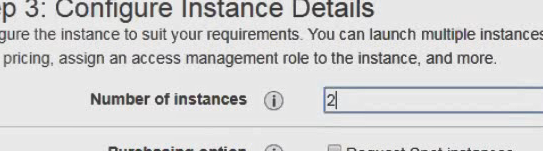 p 3: Configure Instance Details
gure the instance to suit your requirements. You can launch multiple instances
pricing, assign an access management role to the instance, and more.
Number of instances 2
Purchasing option Request Spot instances